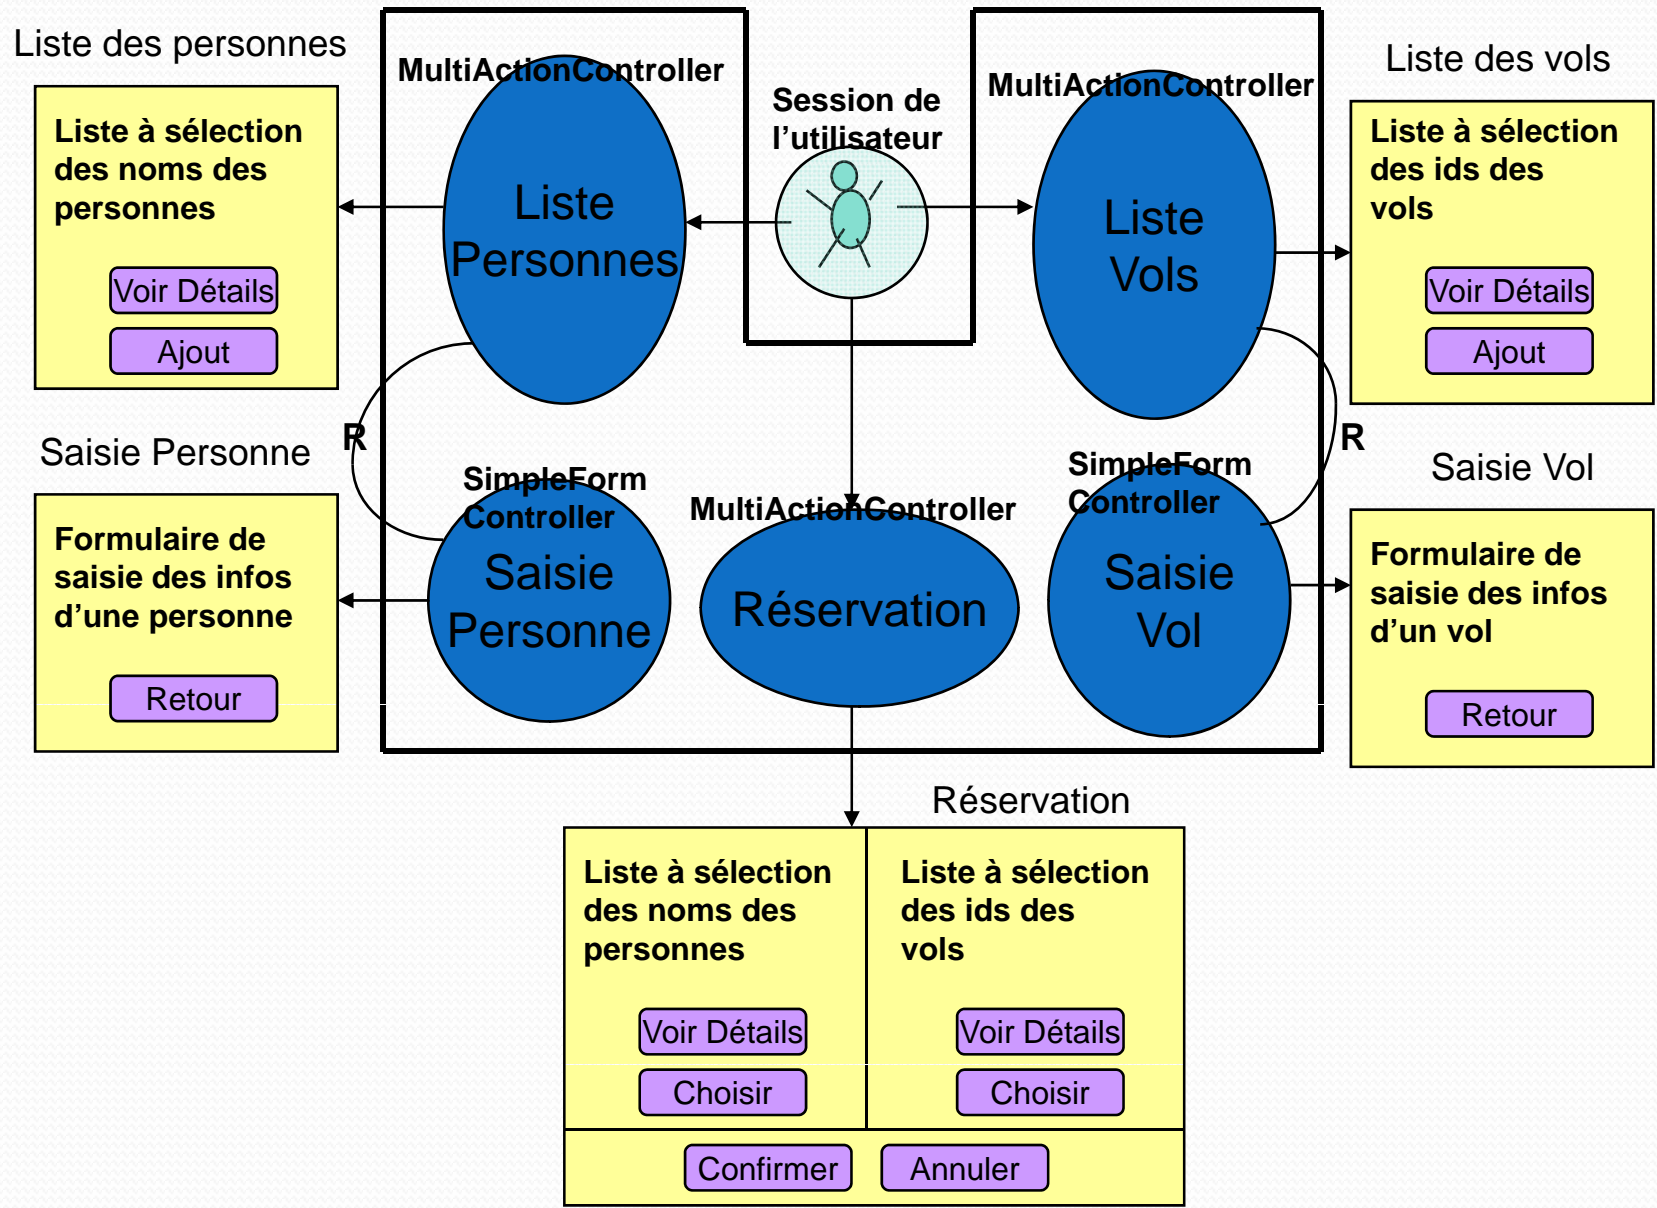 Liste des personnes
Liste à sélection
des noms des
personnes
Voir Détails
Ajout
MultiActionController
Liste
Personnes
Session de
l’utilisateur
MultiActionController
Liste
Vols
Liste des vols
Liste à sélection
des ids des
vols
Voir Détails
Ajout
R
R
Saisie Personne
Formulaire de
saisie des infos
d’une personne
Retour
SimpleForm
Controller
Saisie
Personne
MultiActionController
Réservation
SimpleForm
Controller
Saisie
Vol
Saisie Vol
Formulaire de
saisie des infos
d’un vol
Retour
Réservation
Liste à sélection
des noms des
personnes
Voir Détails
Choisir
Liste à sélection
des ids des
vols
Voir Détails
Choisir
Confirmer
Annuler